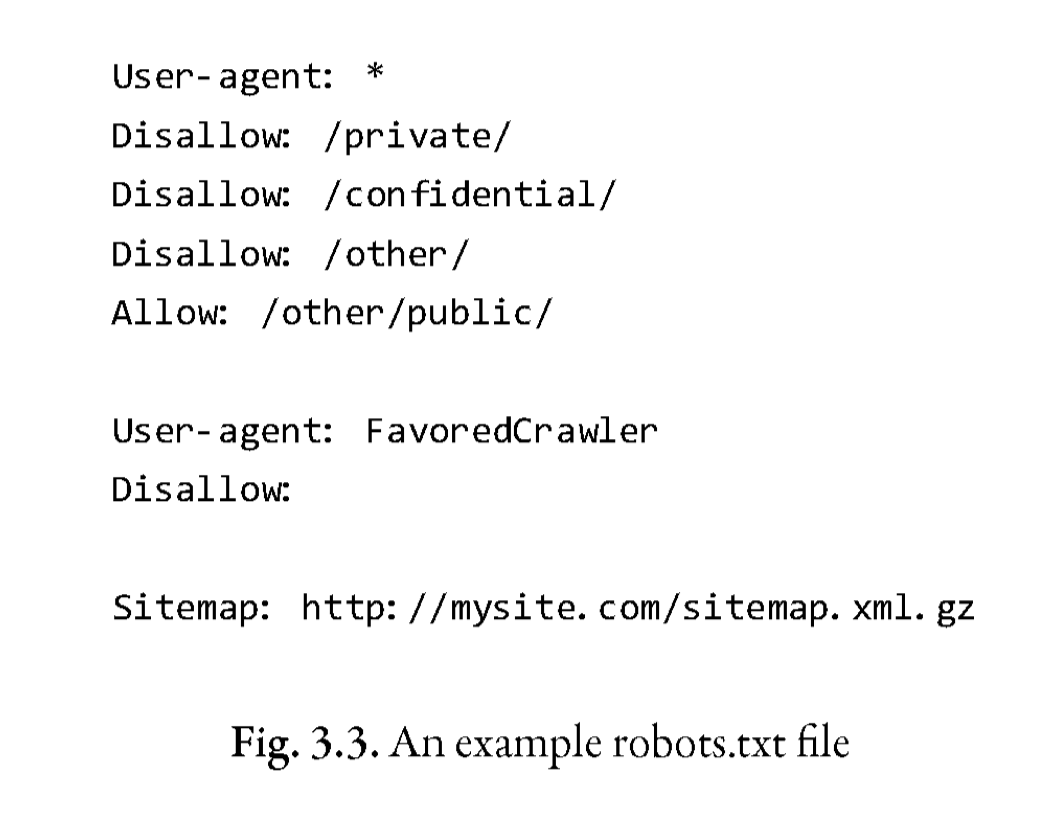 User-agent: *
Disallow: /private/
Disallow: /confidential/
Disallow: /other/
Allow: /other/public/
User-agent: FavoredCrawler
Disallow:
Sitemap: http://mysite.com/sitemap.xml.gz
Fig. 3.3. An example robots.txt file